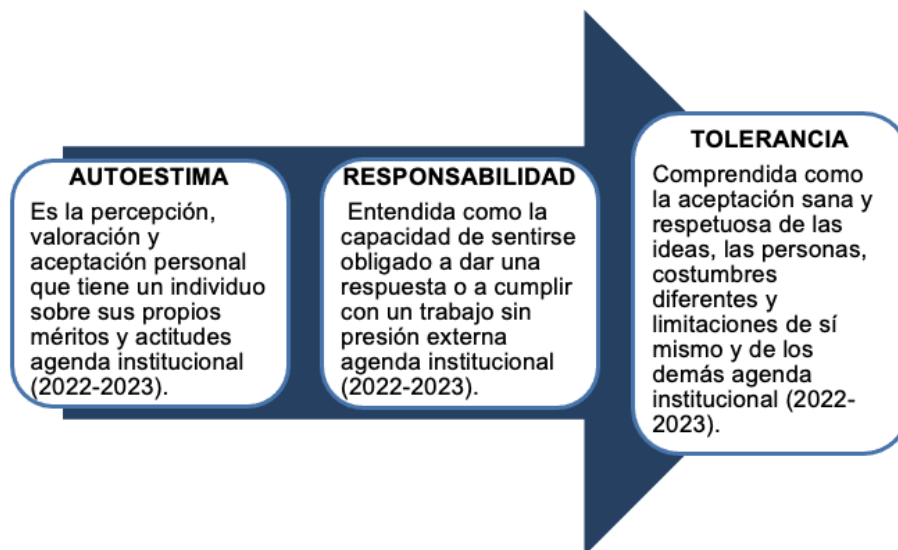 AUTOESTIMA
Es la percepción,
valoración y
aceptación personal
que tiene un individuo
sobre sus propios
méritos y actitudes
agenda institucional
(2022-2023).
RESPONSABILIDAD
Entendida como la
capacidad de sentirse
obligado a dar una
respuesta o a cumplir
con un trabajo sin
presión externa
agenda institucional
(2022-2023).
TOLERANCIA
Comprendida como
la aceptación sana y
respetuosa de las
ideas, las personas,
costumbres
diferentes y
limitaciones de sí
mismo y de los
demás agenda
institucional (2022-
2023).